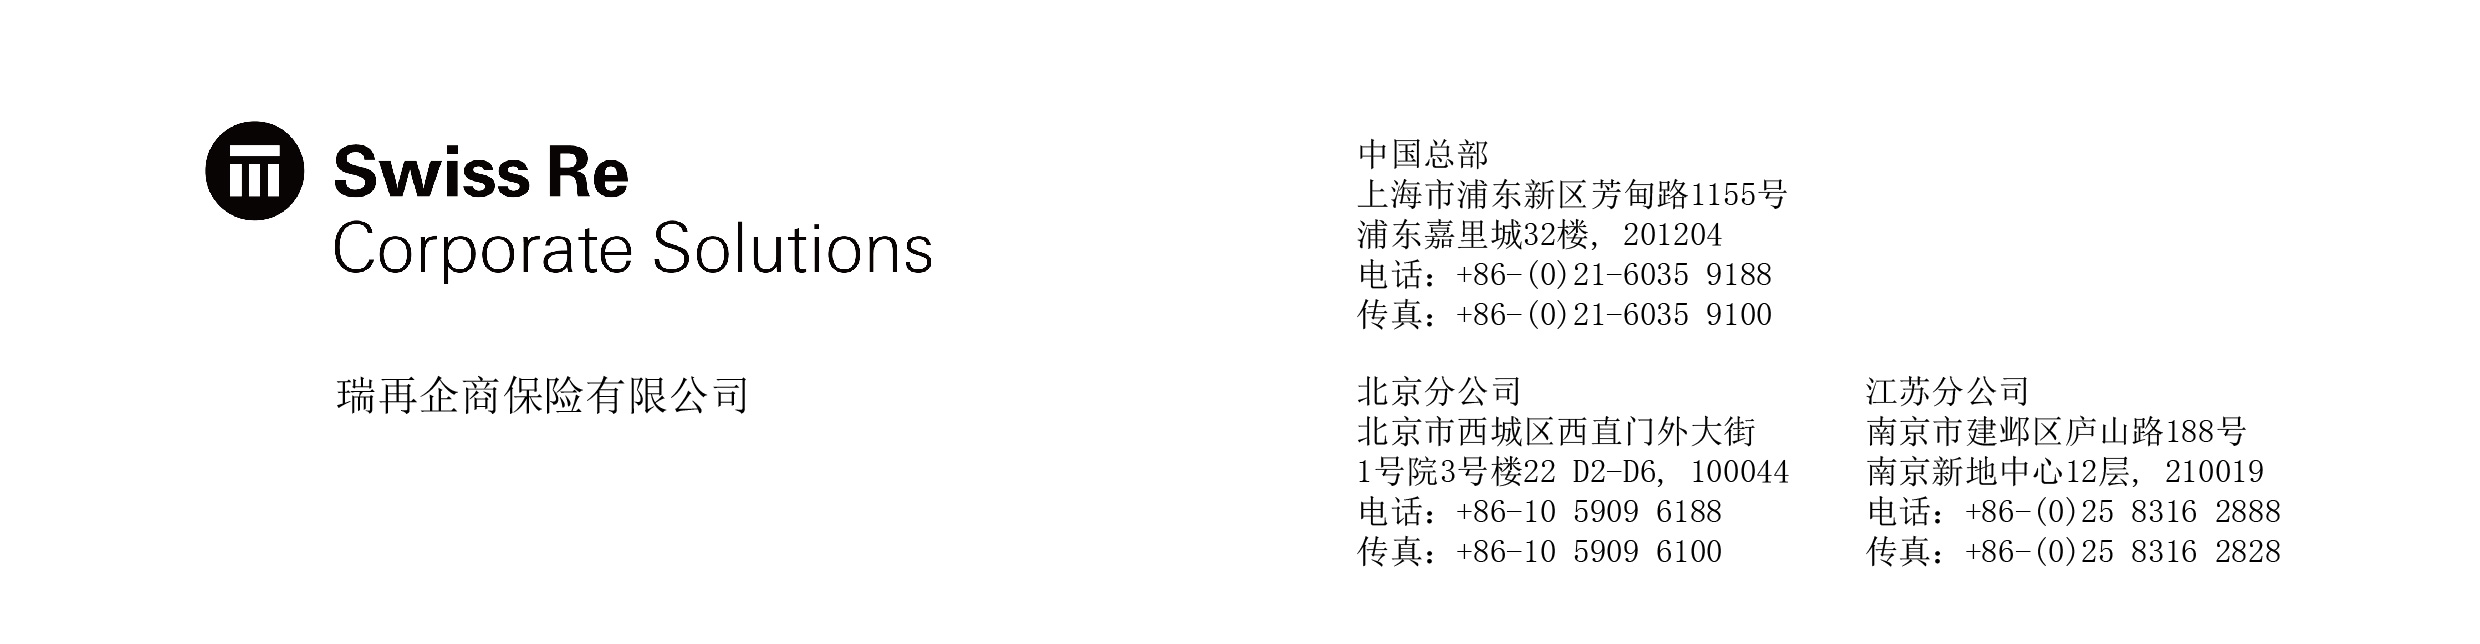 Swiss Re
Corporate Solutions
瑞再企商保险有限公司
中国总部
上海市浦东新区芳甸路1155号
浦东嘉里城32楼, 201204
电话：+86-(0)21-6035 9188
传真：+86-(0)21-6035 9100
北京分公司
北京市西城区西直门外大街
1号院3号楼22 D2-D6, 100044
电话：+86-10 5909 6188
传真：+86-10 5909 6100
江苏分公司
南京市建邺区庐山路188号
南京新地中心12层, 210019
电话：+86-(0)25 8316 2888
传真：+86-(0)25 8316 2828